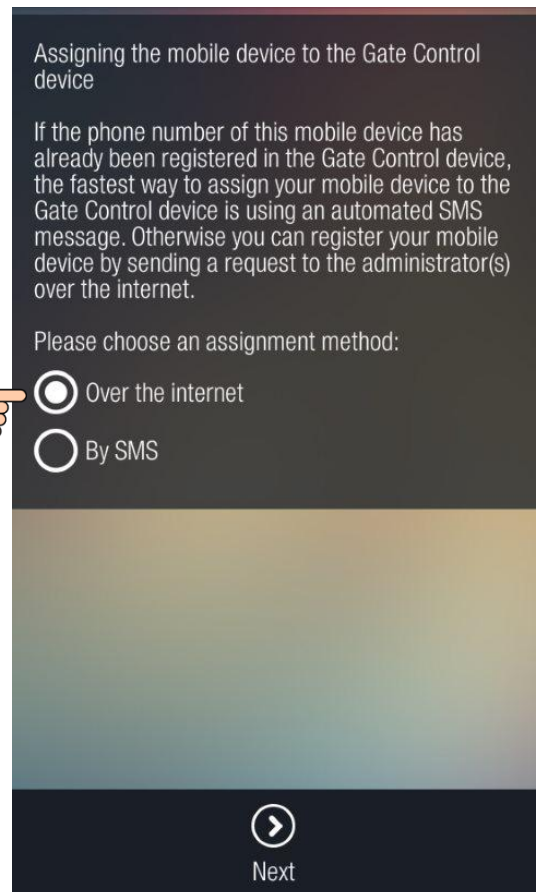 Assigning the mobile device to the Gate Control
device
If the phone number of this mobile device has
already been registered in the Gate Control device,
the fastest way to assign your mobile device to the
Gate Control device is using an automated SMS
message. Otherwise you can register your mobile
device by sending a request to the administrator(s)
over the internet.
Please choose an assignment method:
Over the internet
By SMS
Next